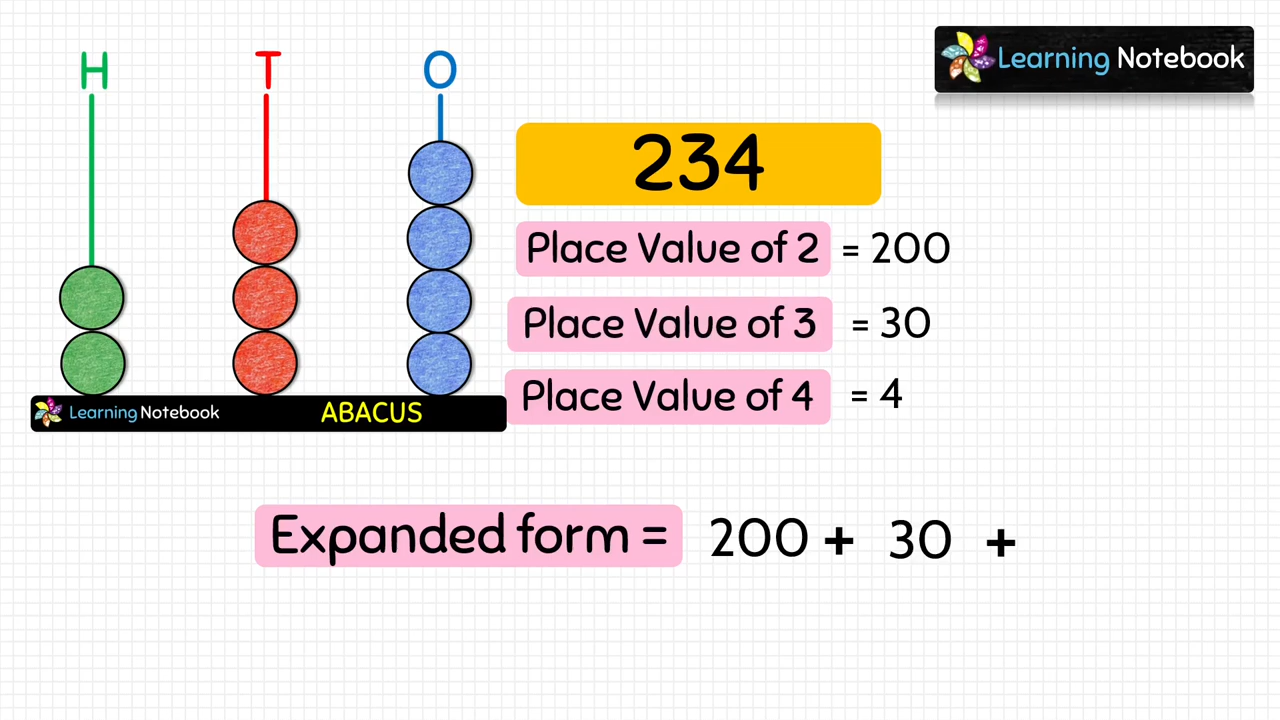 H T O
Learning Notebook
234
Place Value of 2 = 200
Place Value of 3 = 30
Place Value of 4 = 4
Learning Notebook ABACUS
Expanded form = 200 + 30 +